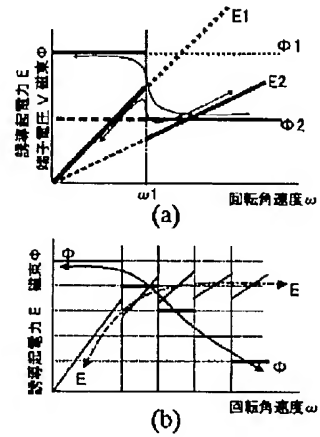 E1
Φ1
E2
Φ2
誘導起電力 E
端子電圧 V 磁束 Φ
ω1
回転角速度 ω
(a)
誘導起電力 E 磁束 Φ
Φ
E
E
Φ
回転角速度 ω
(b)